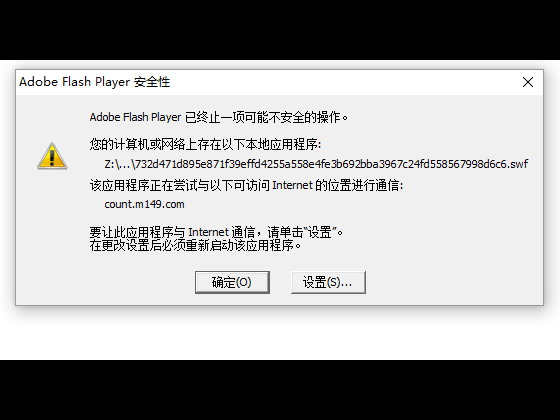 Adobe Flash Player 安全性
Adobe Flash Player 已终止一项可能不安全的操作。
您的计算机或网络上存在以下本地应用程序:
Z:\...\732d471d895e871f39effd4255a558e4fe3b692bba3967c24fd558567998d6c6.swf
该应用程序正在尝试与以下可访问 Internet 的位置进行通信:
count.m149.com
要让此应用程序与 Internet 通信，请单击“设置”。
在更改设置后必须重新启动该应用程序。
确定(O)
设置(S)...